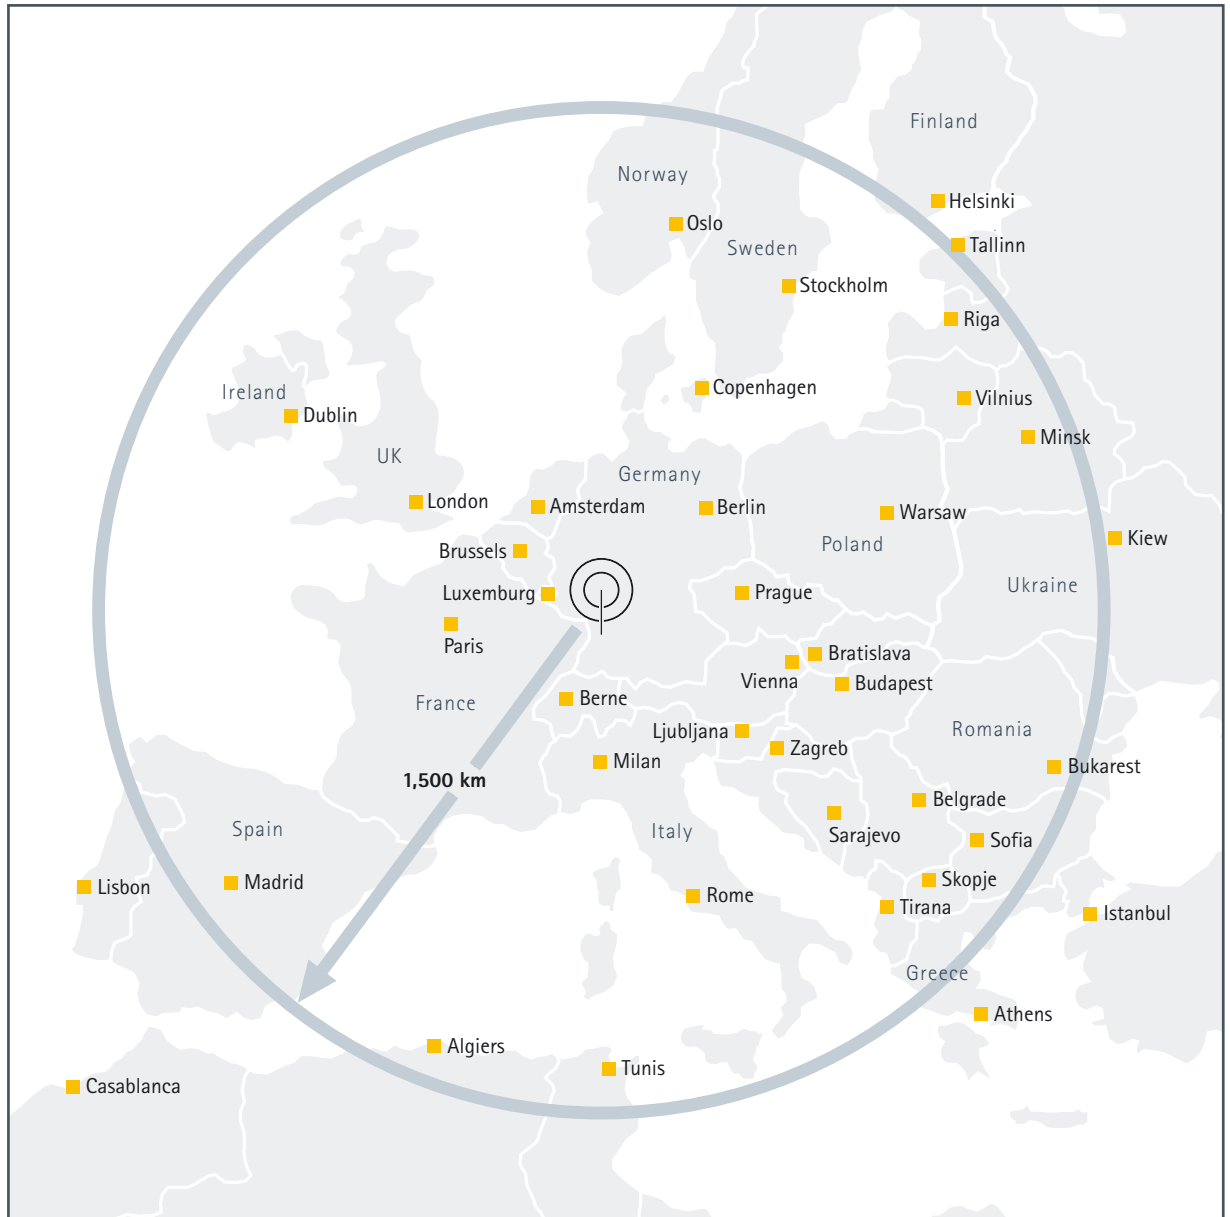 Finland
Norway
Helsinki
Oslo
Tallinn
Sweden
Stockholm
Riga
Copenhagen
Ireland
Vilnius
Dublin
Minsk
UK
Germany
London
Amsterdam
Berlin
Warsaw
Kiew
Poland
Brussels
Ukraine
Luxemburg
Prague
Paris
Bratislava
Vienna
Budapest
Berne
France
Ljubljana
Romania
Zagreb
Milan
Bukarest
1,500 km
Belgrade
Spain
Italy
Sarajevo
Sofia
Skopje
Madrid
Lisbon
Rome
Tirana
Istanbul
Greece
Athens
Algiers
Tunis
Casablanca